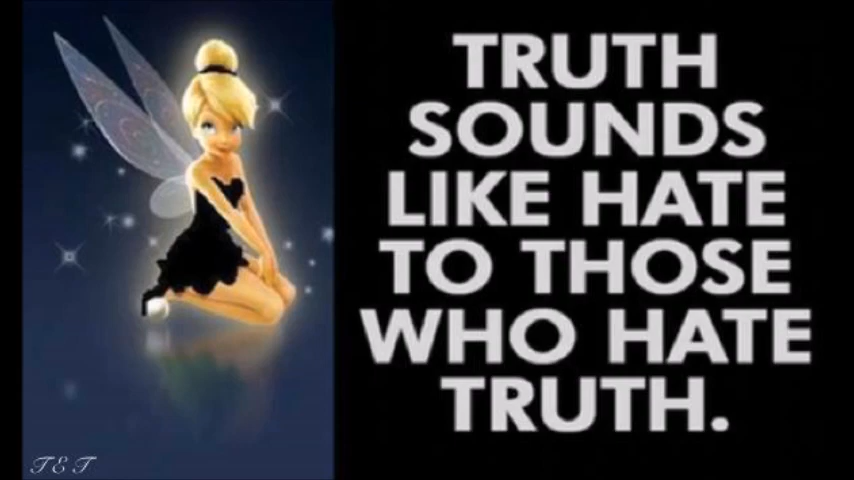 TRUTH
SOUNDS
LIKE HATE
TO THOSE
WHO HATE
TRUTH.
T & T